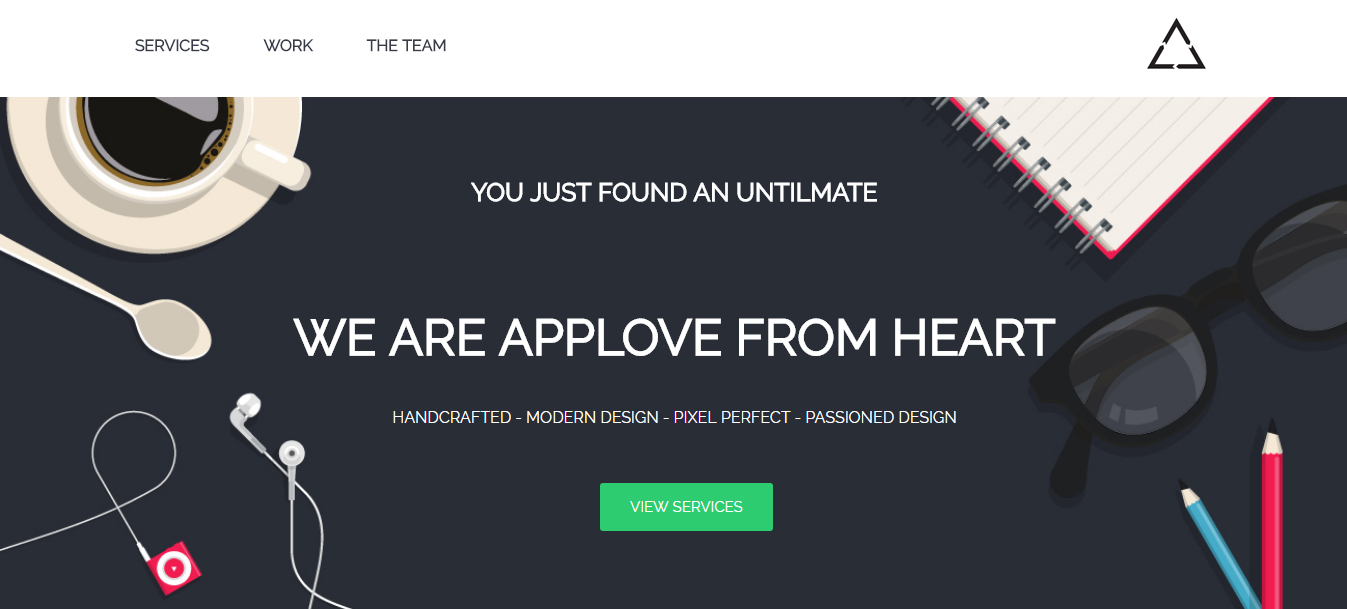 SERVICES WORK THE TEAM
YOU JUST FOUND AN UNTILMATE
WE ARE APPLOVE FROM HEART
HANDCRAFTED - MODERN DESIGN - PIXEL PERFECT - PASSIONED DESIGN
VIEW SERVICES